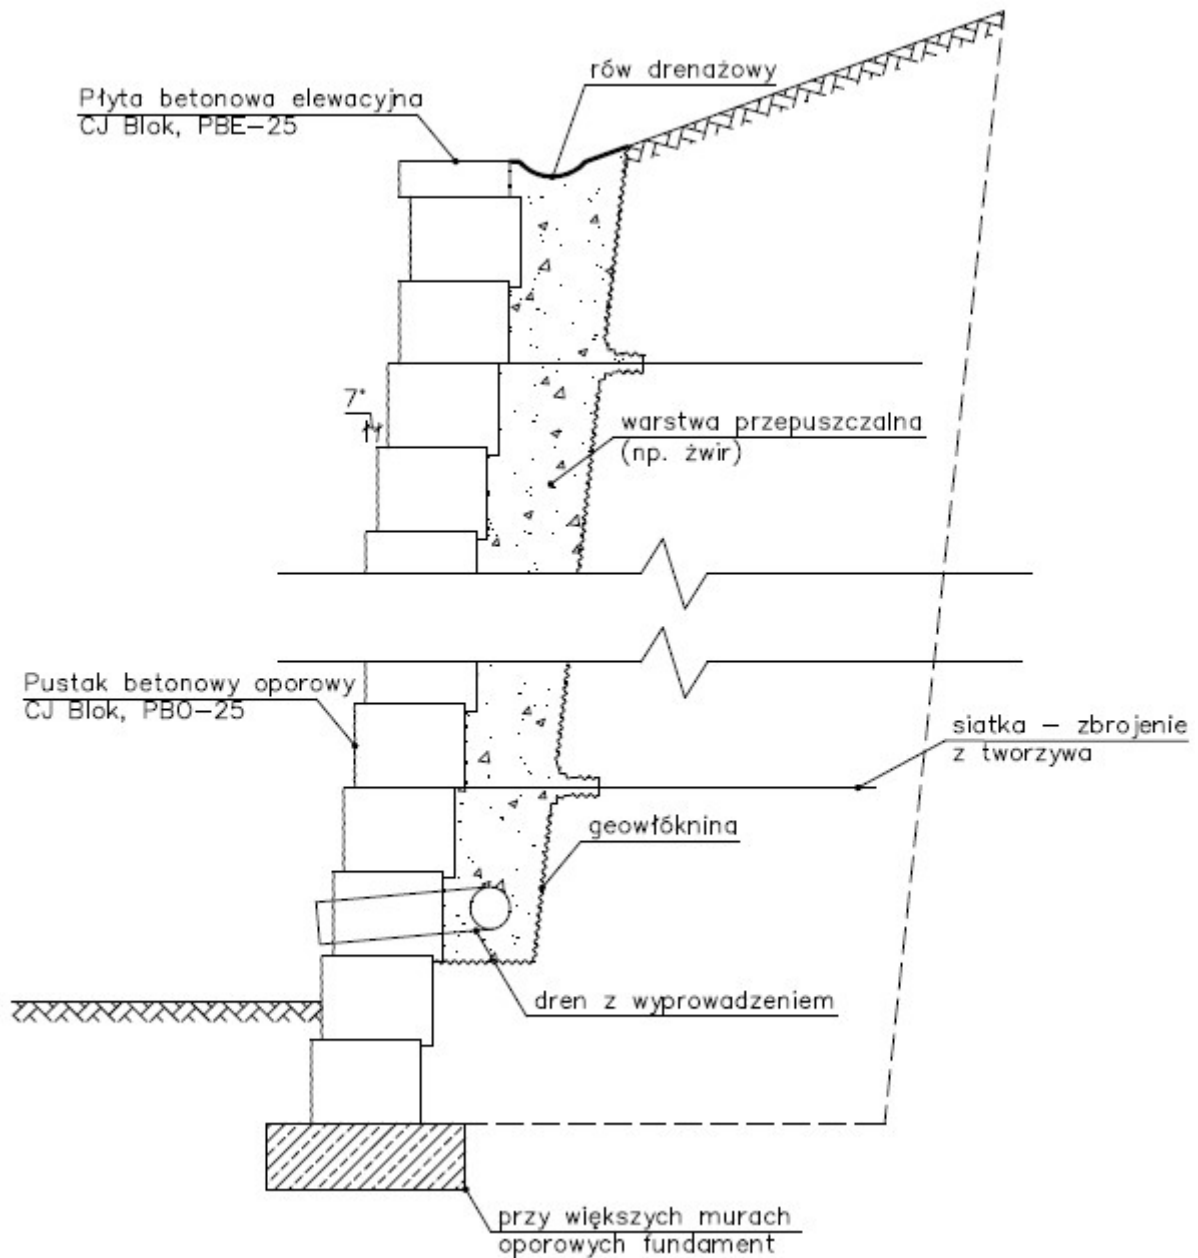 rów drenażowy
Płyta betonowa elewacyjna
CJ Blok, PBE-25
7°
warstwa przepuszczalna
(np. żwir)
Pustak betonowy oporowy
CJ Blok, PBO-25
siatka - zbrojenie
z tworzywa
geowłóknina
dren z wyprowadzeniem
przy większych murach
oporowych fundament